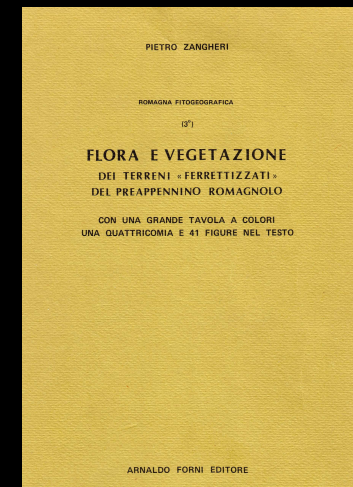 PIETRO ZANGHERI
ROMAGNA FITOGEOGRAFICA
(3°)
FLORA E VEGETAZIONE
DEI TERRENI « FERRETTIZZATI »
DEL PREAPPENNINO ROMAGNOLO
CON UNA GRANDE TAVOLA A COLORI
UNA QUATTRICOMIA E 41 FIGURE NEL TESTO
ARNALDO FORNI EDITORE